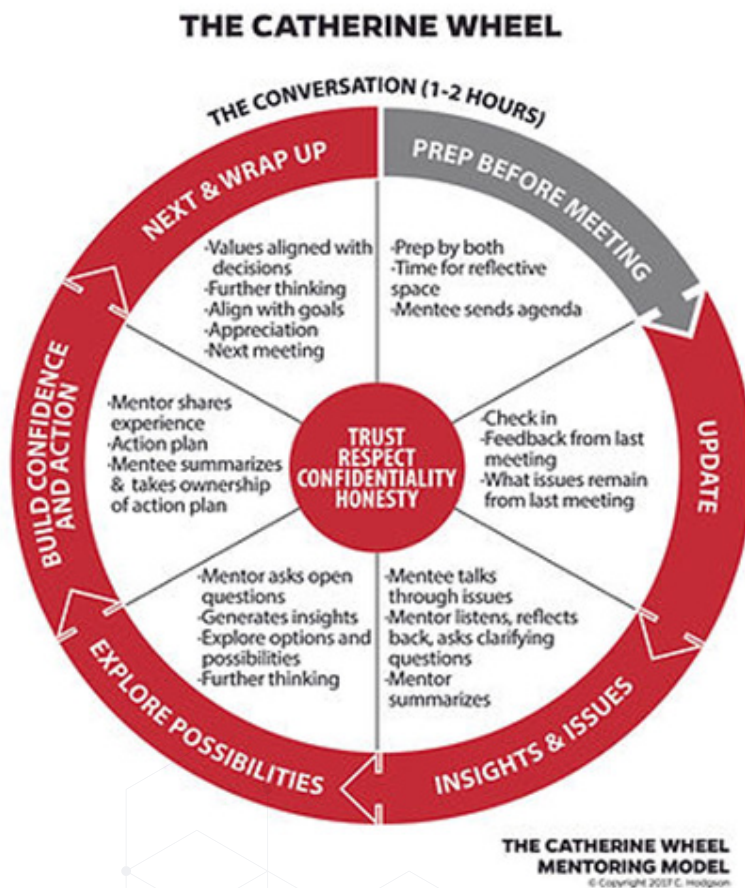 THE CATHERINE WHEEL
THE CONVERSATION (1-2 HOURS)
PREP BEFORE MEETING
-Prep by both
-Time for reflective
space
-Mentee sends agenda
UPDATE
-Check in
-Feedback from last
meeting
-What issues remain
from last meeting
INSIGHTS & ISSUES
-Mentee talks
through issues
-Mentor listens, reflects
back, asks clarifying
questions
-Mentor
summarizes
EXPLORE POSSIBILITIES
-Mentor asks open
questions
-Generates insights
-Explore options and
possibilities
-Further thinking
BUILD CONFIDENCE
AND ACTION
-Mentor shares
experience
-Action plan
-Mentee summarizes
& takes ownership
of action plan
NEXT & WRAP UP
-Values aligned with
decisions
-Further thinking
-Align with goals
-Appreciation
-Next meeting
TRUST
RESPECT
CONFIDENTIALITY
HONESTY
THE CATHERINE WHEEL
MENTORING MODEL
© Copyright 2017 C. Hodgson